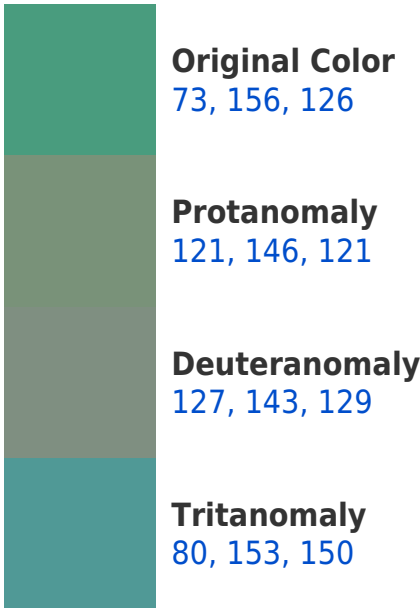 Original Color
73, 156, 126
Protanomaly
121, 146, 121
Deuteranomaly
127, 143, 129
Tritanomaly
80, 153, 150